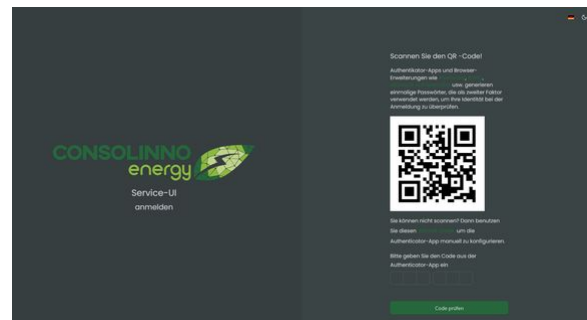 CONSOLINNO
energy
Service-UI
anmelden
Scannen Sie den QR -Code!
Authentikator-Apps und Browser-
Erweiterungen wie
usw. generieren
einmalige Passwörter, die als zweiter Faktor
verwendet werden, um Ihre Identität bei der
Anmeldung zu überprüfen.
Sie können nicht scannen? Dann benutzen
Sie diesen um die
Authenticator-App manuell zu konfigurieren.
Bitte geben Sie den Code aus der
Authenticator-App ein
Code prüfen